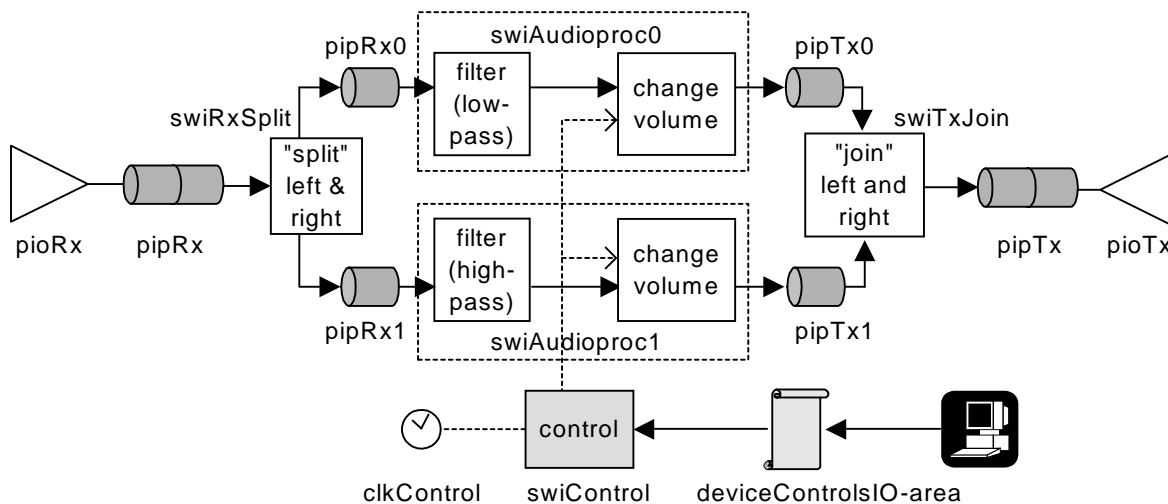 swiAudioproc0
pipRx0
pipTx0
filter
(low-
pass)
change
volume
swiRxSplit
swiTxJoin
"split"
left &
right
"join"
left and
right
pioRx
pipRx
pipTx
pioTx
filter
(high-
pass)
change
volume
pipRx1
pipTx1
swiAudioproc1
control
clkControl
swiControl
deviceControlsIO-area